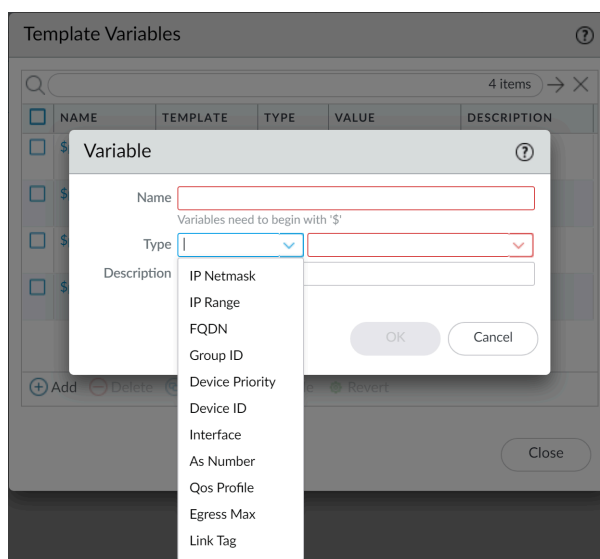 Template Variables
4 items
NAME TEMPLATE TYPE VALUE DESCRIPTION
$
$
$
$
Variable
Name
Variables need to begin with '$'
Type
Description
IP Netmask
IP Range
FQDN
Group ID
Device Priority
Device ID
Interface
As Number
Qos Profile
Egress Max
Link Tag
OK Cancel
Add Delete Revert
Close